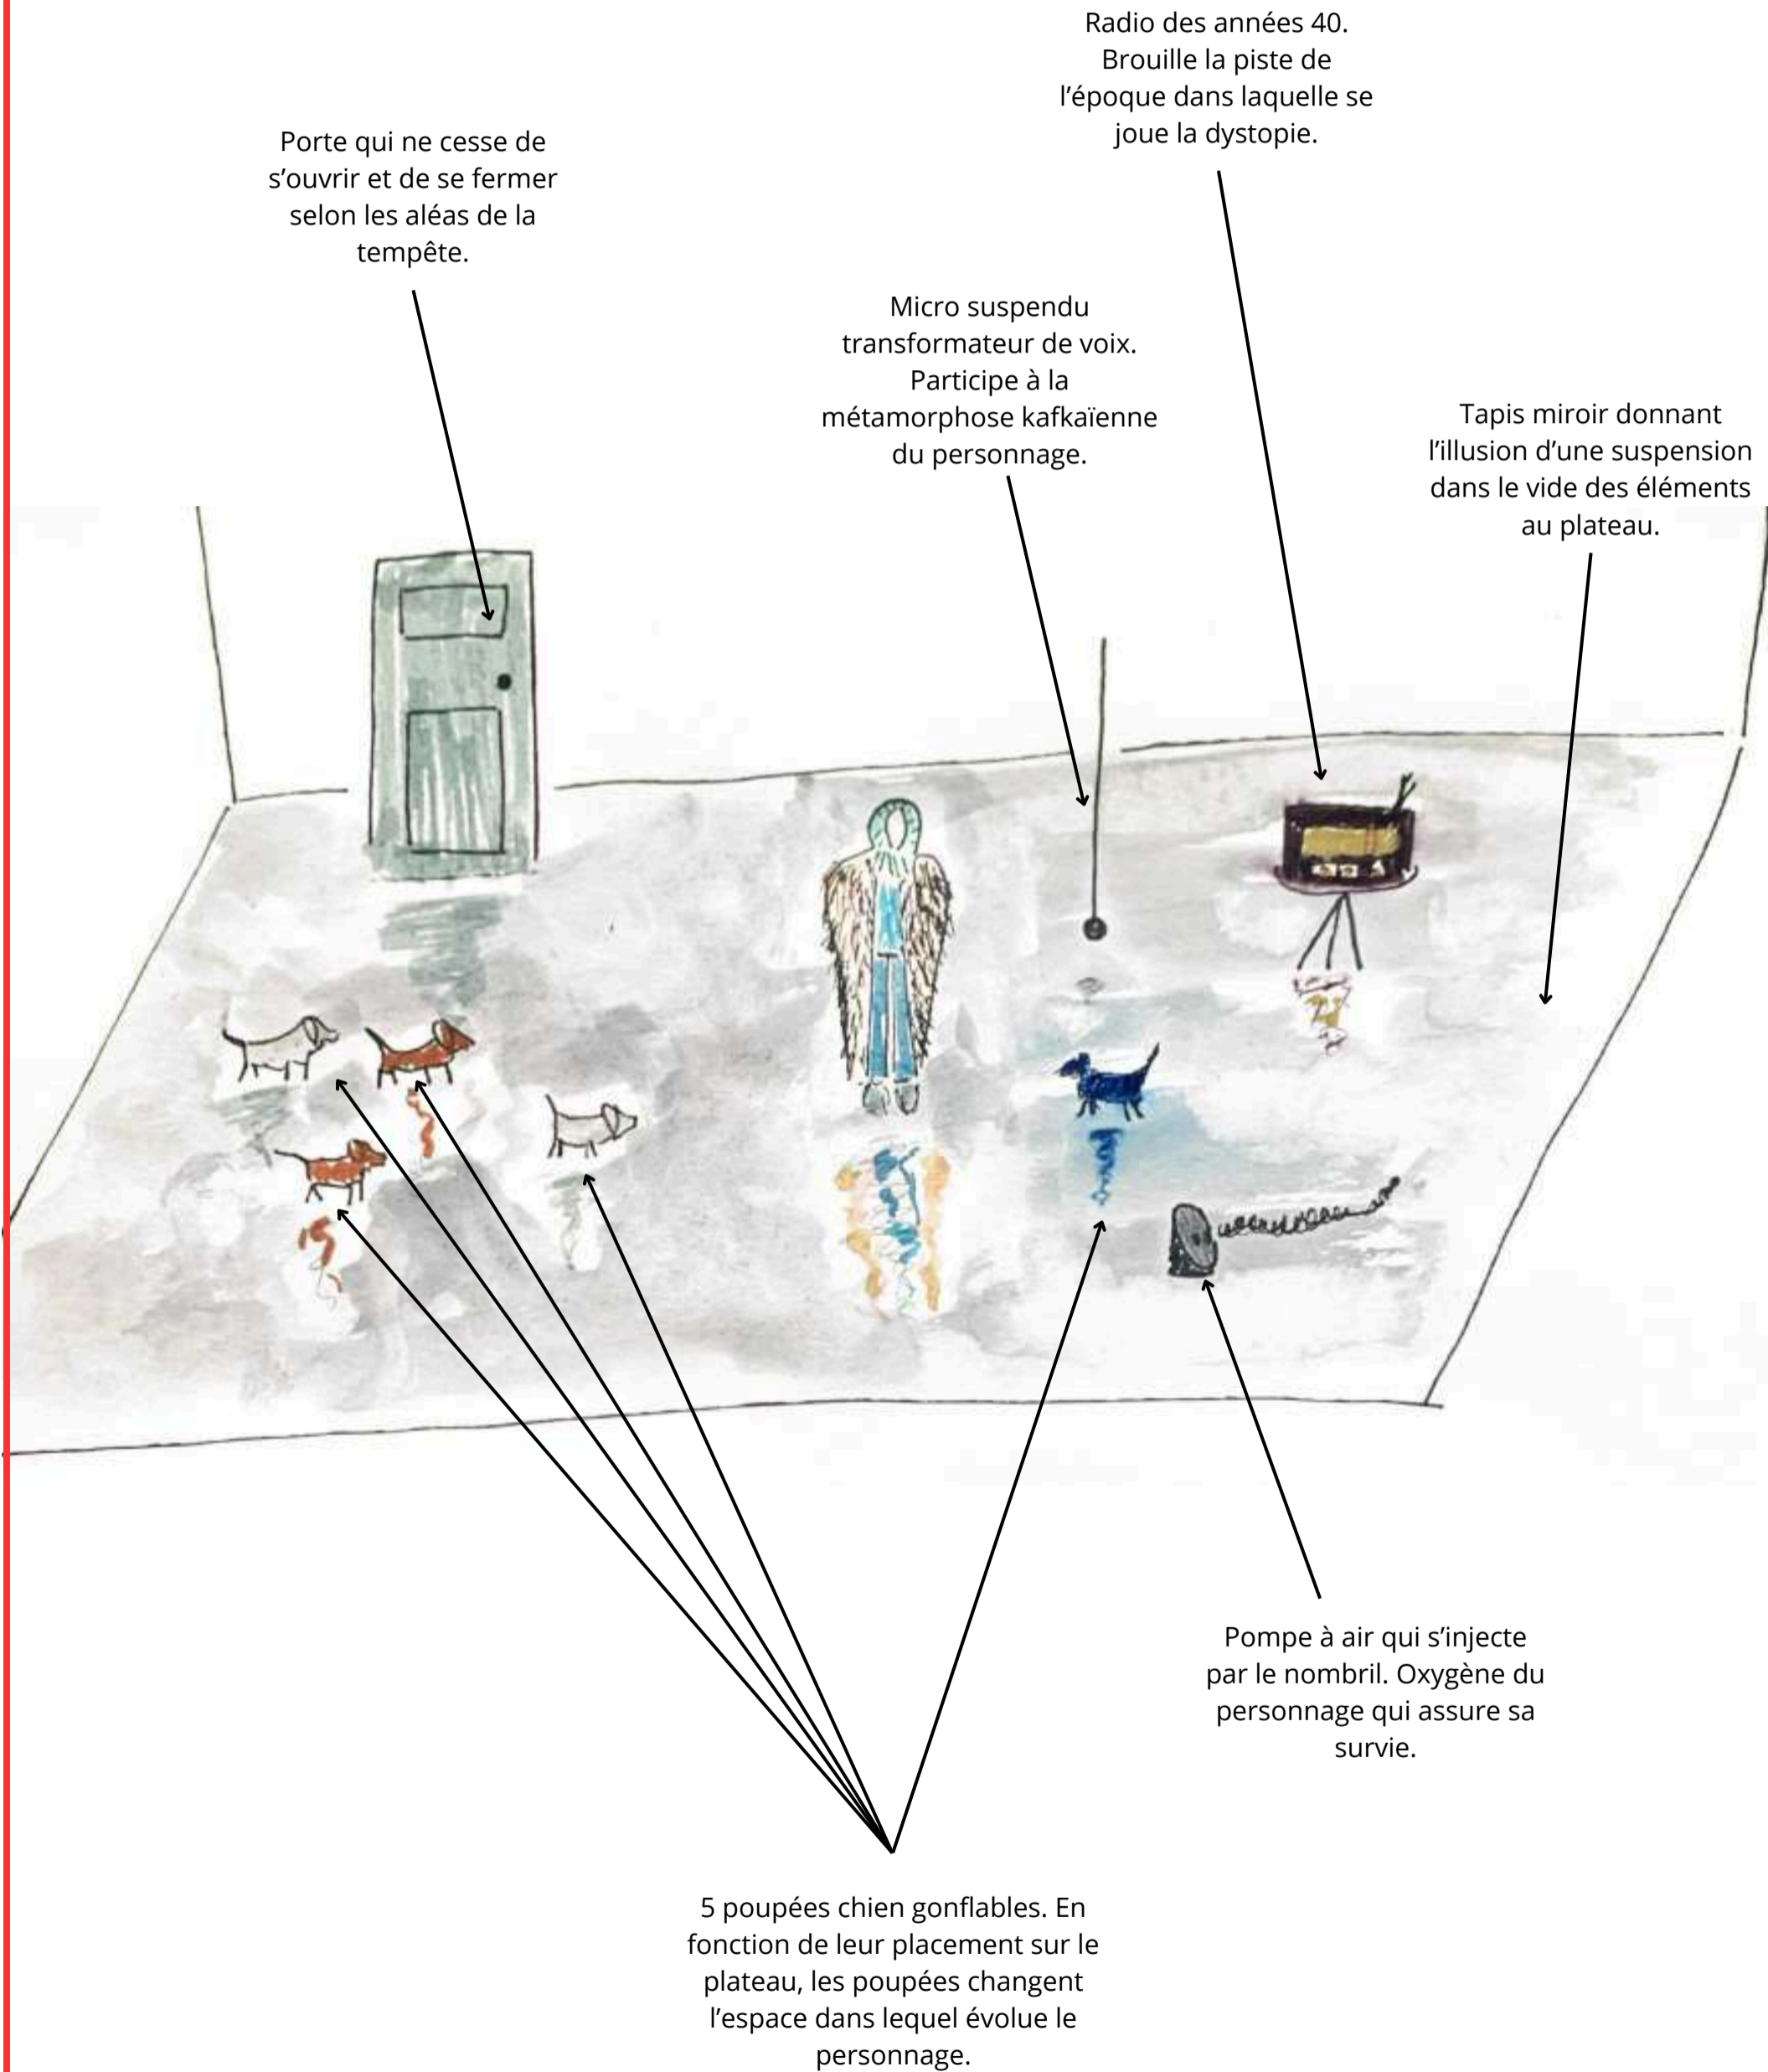 Radio des années 40.
Brouille la piste de
l’époque dans laquelle se
joue la dystopie.
Porte qui ne cesse de
s’ouvrir et de se fermer
selon les aléas de la
tempête.
Micro suspendu
transformateur de voix.
Participe à la
métamorphose kafkaïenne
du personnage.
Tapis miroir donnant
l’illusion d’une suspension
dans le vide des éléments
au plateau.
Pompe à air qui s’injecte
par le nombril. Oxygène du
personnage qui assure sa
survie.
5 poupées chien gonflables. En
fonction de leur placement sur le
plateau, les poupées changent
l’espace dans lequel évolue le
personnage.